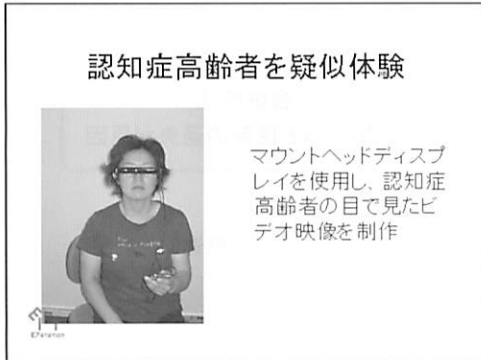 認知症高齢者を疑似体験
マウントヘッドディスプ
レイを使用し、認知症
高齢者の目で見たビ
デオ映像を制作